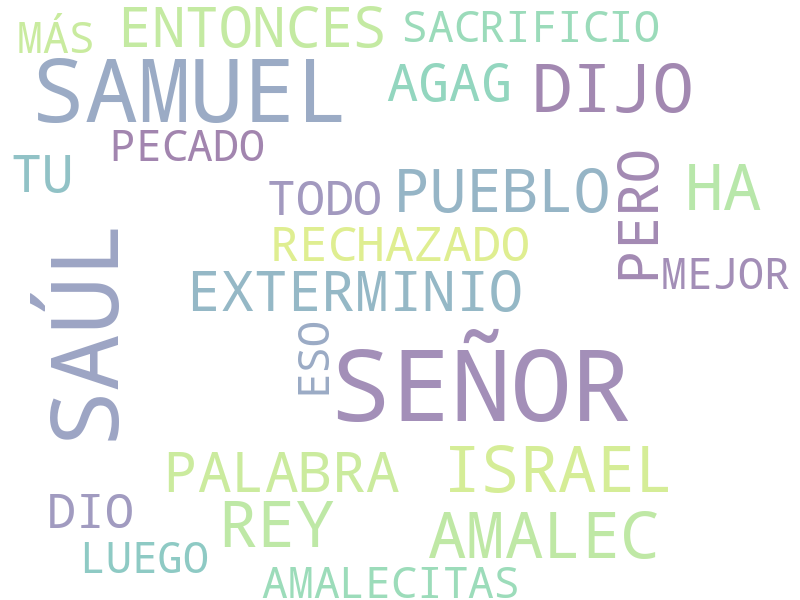 MÁS
ENTONCES
SACRIFICIO
SAMUEL
AGAG
DIJO
PECADO
TU
TODO
PUEBLO
PERO
HA
RECHAZADO
MEJOR
SAÚL
EXTERMINIO
ESO
SEÑOR
PALABRA
ISRAEL
DIO
REY
AMALEC
LUEGO
AMALECITAS